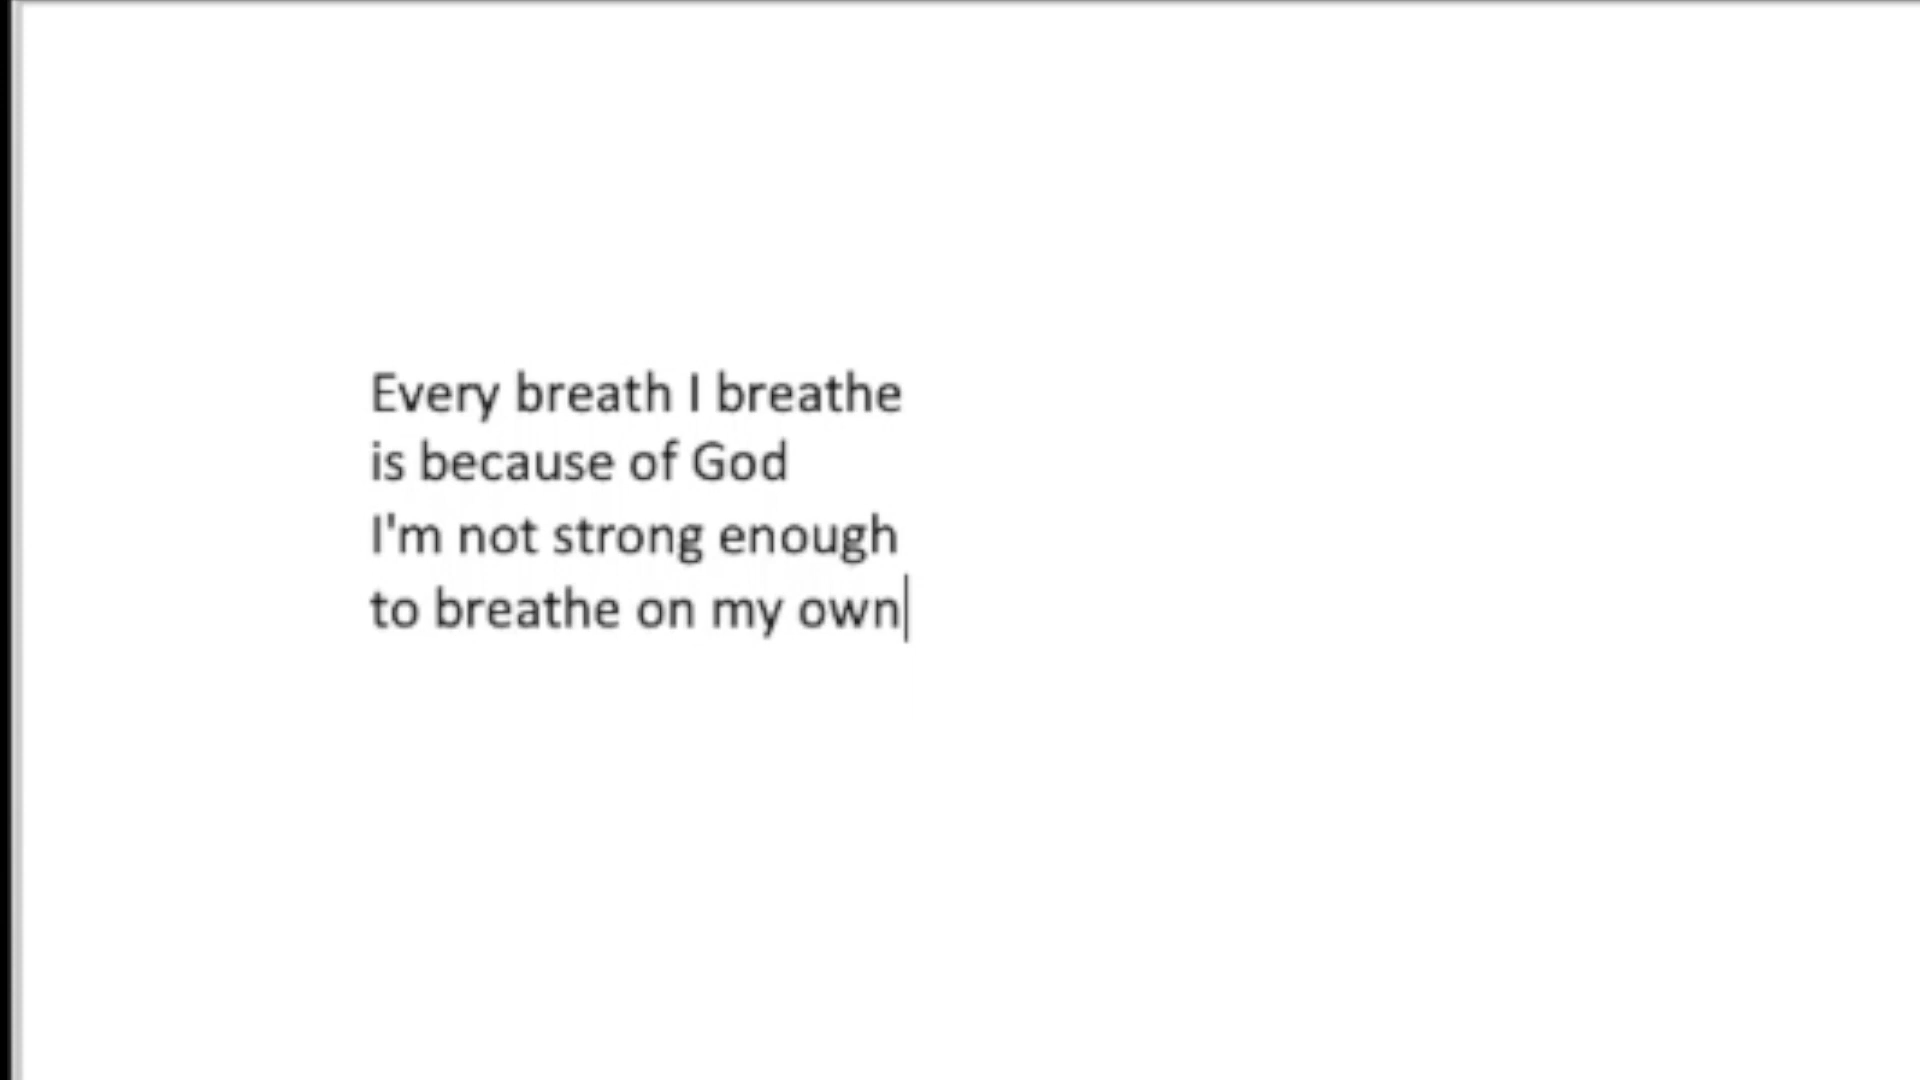 Every breath I breathe
is because of God
I'm not strong enough
to breathe on my own